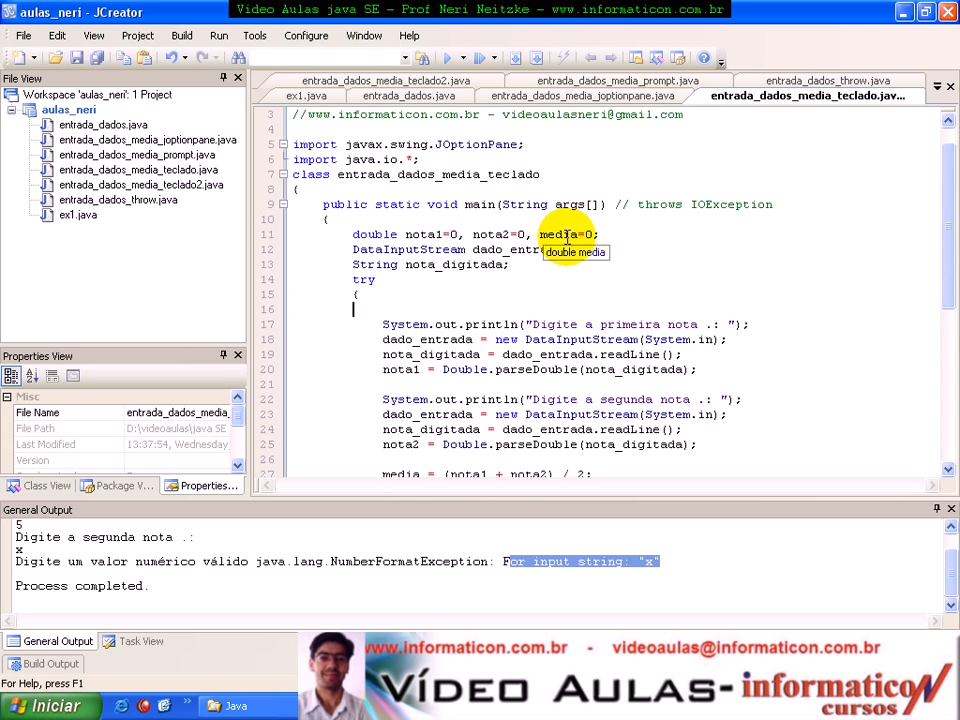 Video Aulas java SE - Prof Neri Neitzke - www.informaticon.com.br
aulas_neri - JCreator
File Edit View Project Build Run Tools Configure Window Help
File View
entrada_dados_media_teclado2.java entrada_dados_media_prompt.java entrada_dados_throw.java
ex1.java entrada_dados.java entrada_dados_media_joptionpane.java entrada_dados_media_teclado.jav...
Workspace 'aulas_neri': 1 Project
aulas_neri
entrada_dados.java
entrada_dados_media_joptionpane.java
entrada_dados_media_prompt.java
entrada_dados_media_teclado.java
entrada_dados_media_teclado2.java
entrada_dados_throw.java
ex1.java
3 //www.informaticon.com.br - videoaulasneri@gmail.com
4
5 import javax.swing.JOptionPane;
6 import java.io.*;
7 class entrada_dados_media_teclado
8 {
9 public static void main(String args[]) // throws IOException
10 {
11 double nota1=0, nota2=0, media=0;
12 DataInputStream dado_entra
double media
13 String nota_digitada;
14 try
15 {
16
17 System.out.println("Digite a primeira nota .: ");
18 dado_entrada = new DataInputStream(System.in);
19 nota_digitada = dado_entrada.readLine();
20 nota1 = Double.parseDouble(nota_digitada);
21
22 System.out.println("Digite a segunda nota .: ");
23 dado_entrada = new DataInputStream(System.in);
24 nota_digitada = dado_entrada.readLine();
25 nota2 = Double.parseDouble(nota_digitada);
26
27 media = (nota1 + nota2) / 2;
Properties View
Misc
File Name entrada_dados_media_
File Path D:\videoaulas\java SE
Last Modified 13:37:54, Wednesday,
Version
Class View Package V... Properties...
General Output
5
Digite a segunda nota .:
x
Digite um valor numérico válido java.lang.NumberFormatException: For input string: "x"
Process completed.
General Output Task View
Build Output
For Help, press F1
Iniciar » Java
www.informaticon.com.br - videoaulas@informaticon.com.br
VÍDEO AULAS- informaticon
cursos